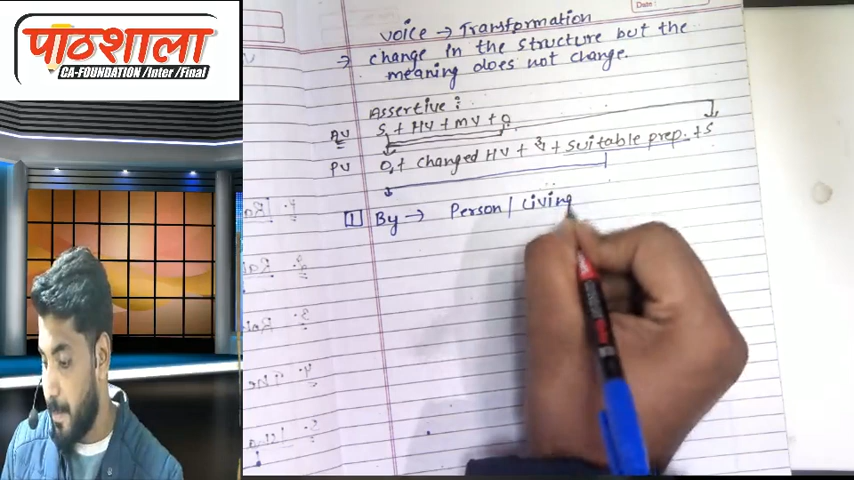 पाठशाला
CA-FOUNDATION /Inter /Final
Date :
voice → Transformation
→ change in the structure but the
meaning does not change.
Assertive :
AV S + HV + MV + O
PV O + changed HV + + suitable prep. + S
1 By → Person / Living